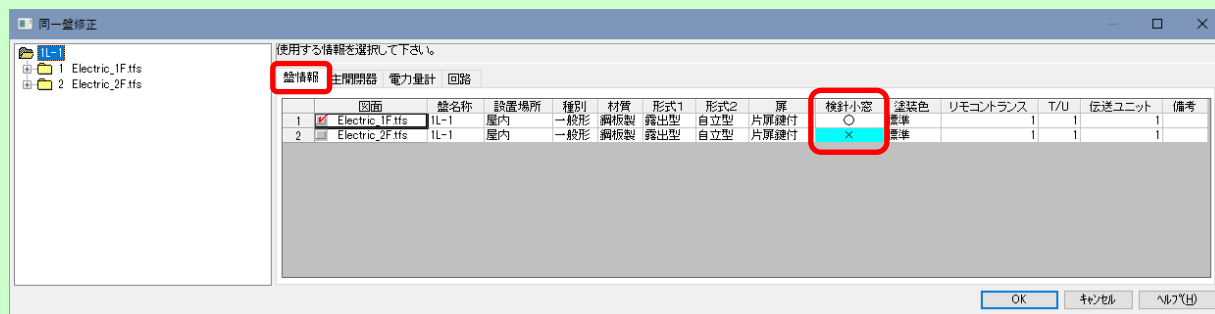 同一盤修正
1L-1
1 Electric_1F.tfs
2 Electric_2F.tfs
使用する情報を選択して下さい。
盤情報 主開閉器 電力量計 回路
図面 盤名称 設置場所 種別 材質 形式1 形式2 扉 検針小窓 塗装色 リモコントランス T/U 伝送ユニット 備考
1 Electric_1F.tfs 1L-1 屋内 一般形 鋼板製 露出型 自立型 片扉鍵付 ○ 標準 1 1 1
2 Electric_2F.tfs 1L-1 屋内 一般形 鋼板製 露出型 自立型 片扉鍵付 × 標準 1 1 1
OK キャンセル ヘルプ(H)